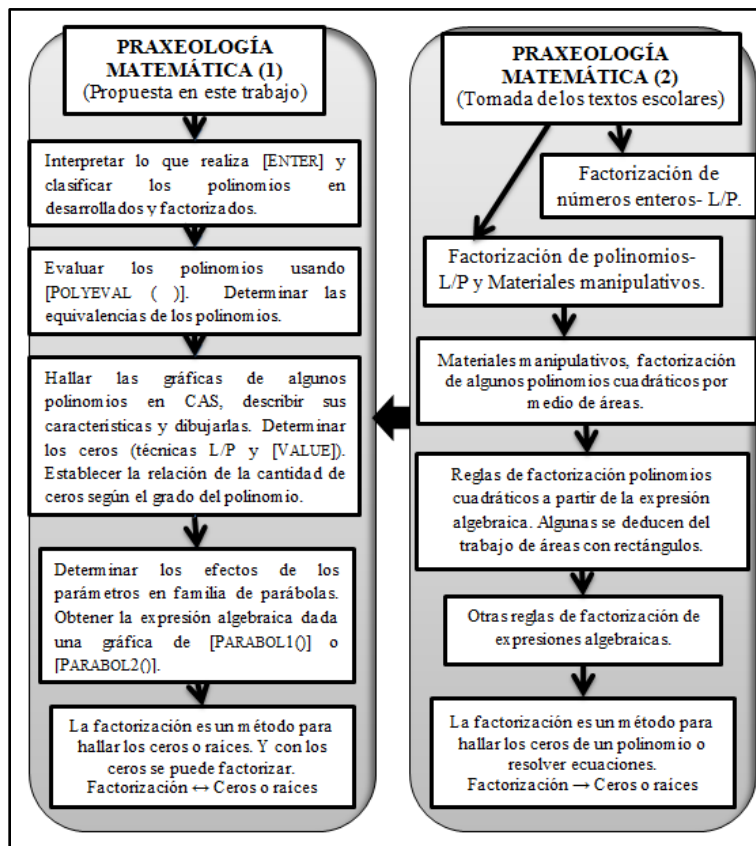 PRAXEOLOGÍA
MATEMÁTICA (1)
(Propuesta en este trabajo)
Interpretar lo que realiza [ENTER] y
clasificar los polinomios en
desarrollados y factorizados.
Evaluar los polinomios usando
[POLYEVAL ( )]. Determinar las
equivalencias de los polinomios.
Hallar las gráficas de algunos
polinomios en CAS, describir sus
características y dibujarlas. Determinar
los ceros (técnicas L/P y [VALUE]).
Establecer la relación de la cantidad de
ceros según el grado del polinomio.
Determinar los efectos de los
parámetros en familia de parábolas.
Obtener la expresión algebraica dada
una gráfica de [PARABOL1()] o
[PARABOL2()].
La factorización es un método para
hallar los ceros o raíces. Y con los
ceros se puede factorizar.
Factorización ↔ Ceros o raíces
PRAXEOLOGÍA
MATEMÁTICA (2)
(Tomada de los textos escolares)
Factorización de
números enteros- L/P.
Factorización de polinomios-
L/P y Materiales manipulativos.
Materiales manipulativos, factorización
de algunos polinomios cuadráticos por
medio de áreas.
Reglas de factorización polinomios
cuadráticos a partir de la expresión
algebraica. Algunas se deducen del
trabajo de áreas con rectángulos.
Otras reglas de factorización de
expresiones algebraicas.
La factorización es un método para
hallar los ceros de un polinomio o
resolver ecuaciones.
Factorización → Ceros o raíces